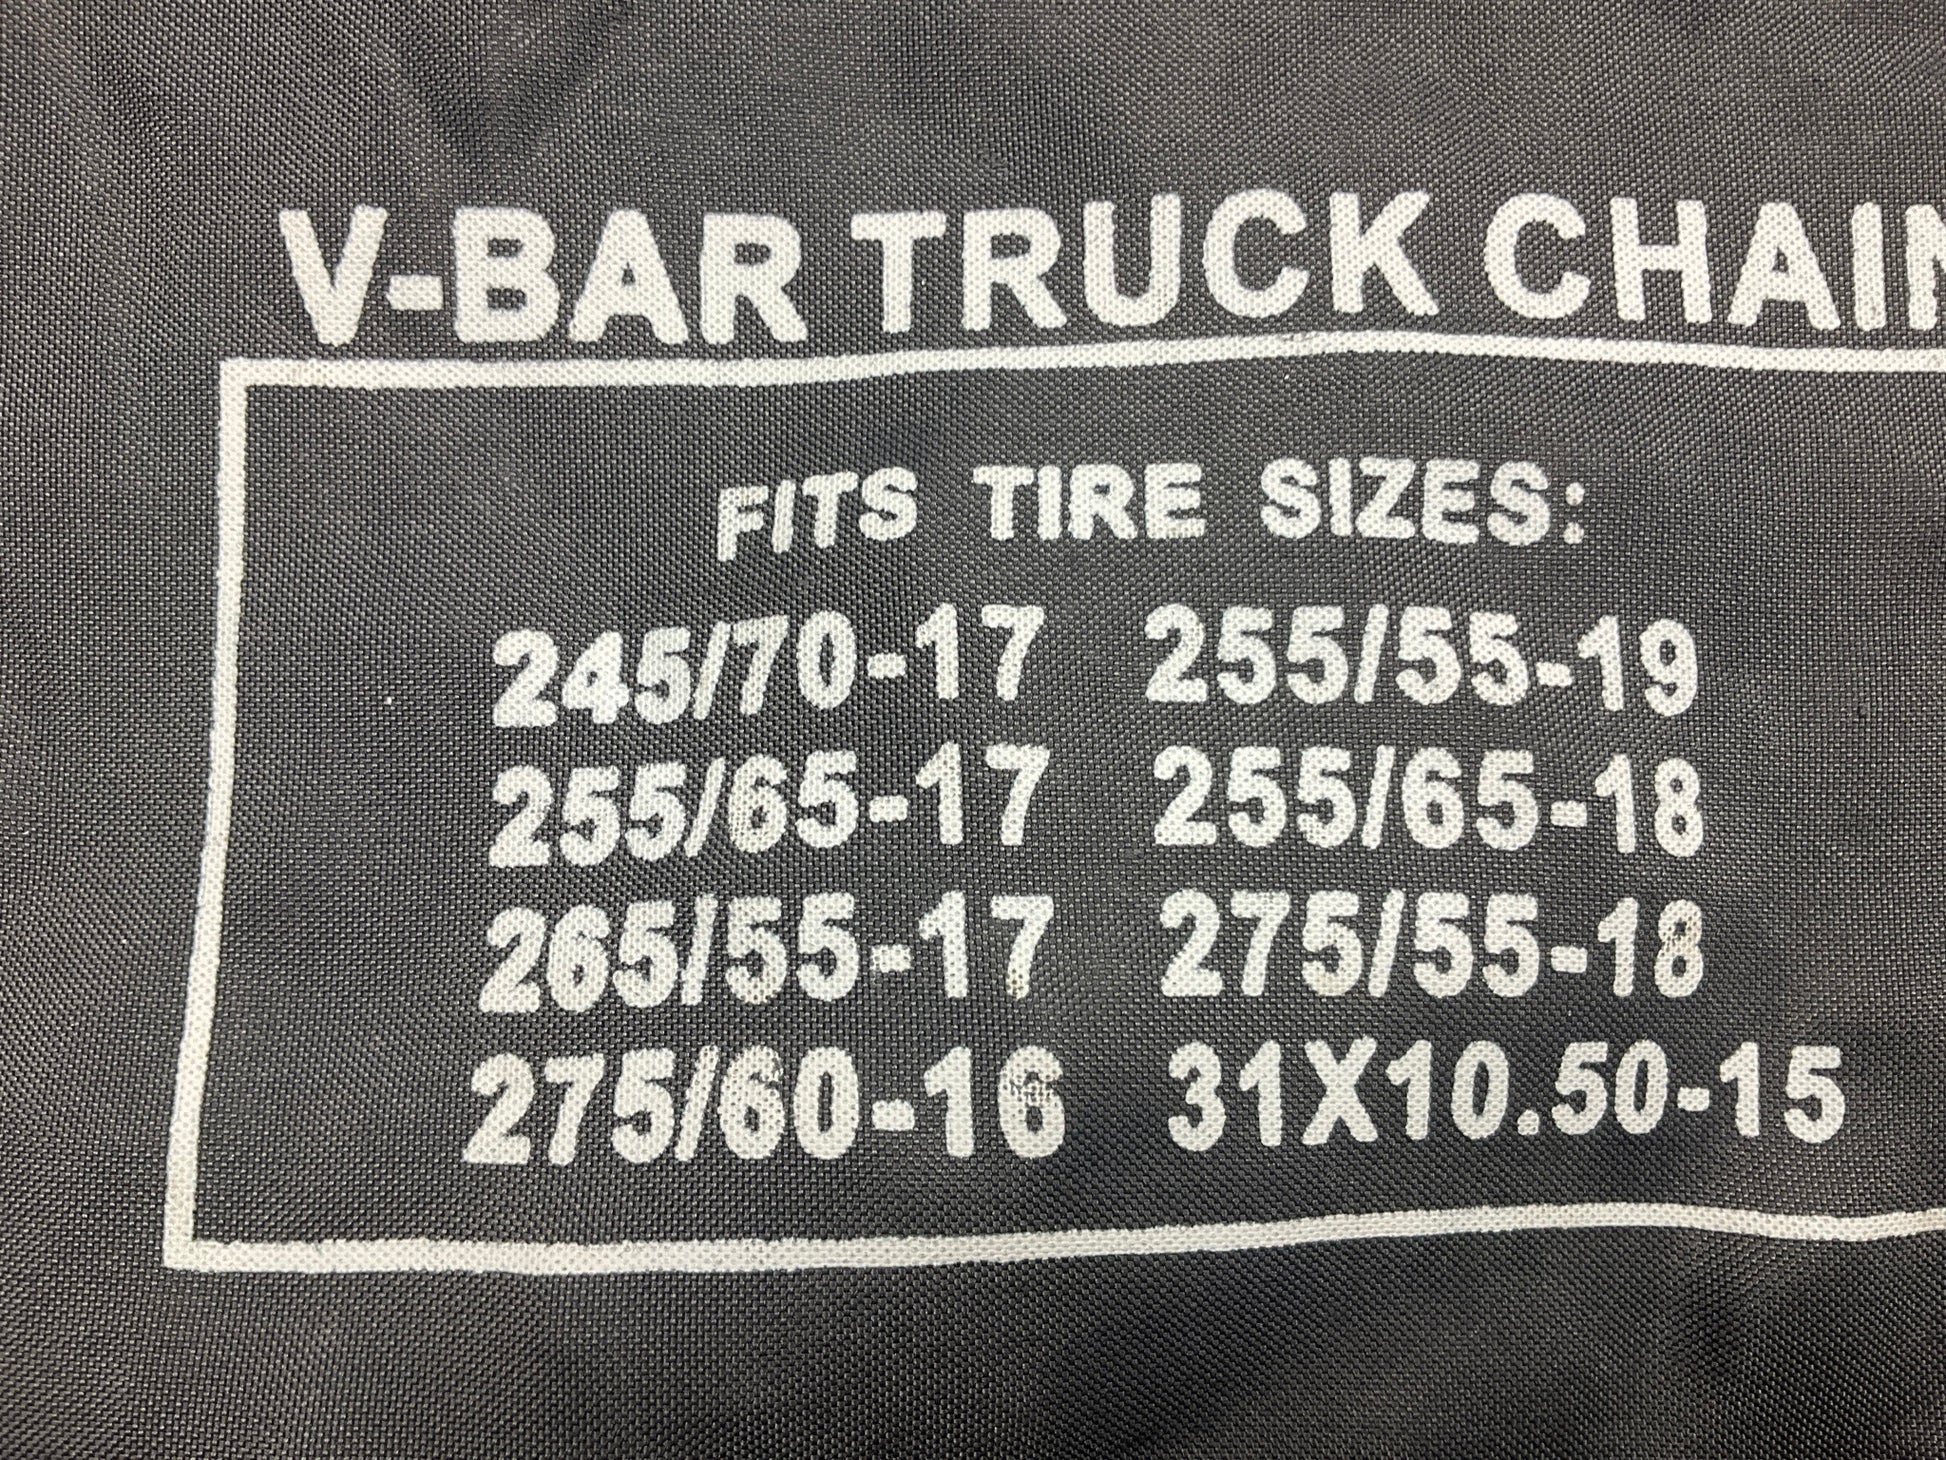 V-BAR TRUCK CHAIN
FITS TIRE SIZES:
245/70-17 255/55-19
255/65-17 255/65-18
265/55-17 275/55-18
275/60-16 31X10.50-15